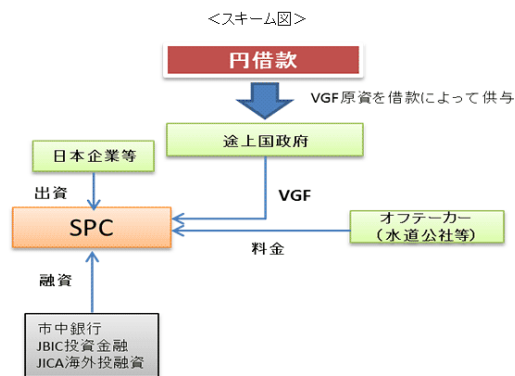 ＜スキーム図＞
円借款
VGF原資を借款によって供与
途上国政府
日本企業等
出資
VGF
SPC
オフテーカー
（水道公社等）
料金
融資
市中銀行
JBIC投資金融
JICA海外投融資